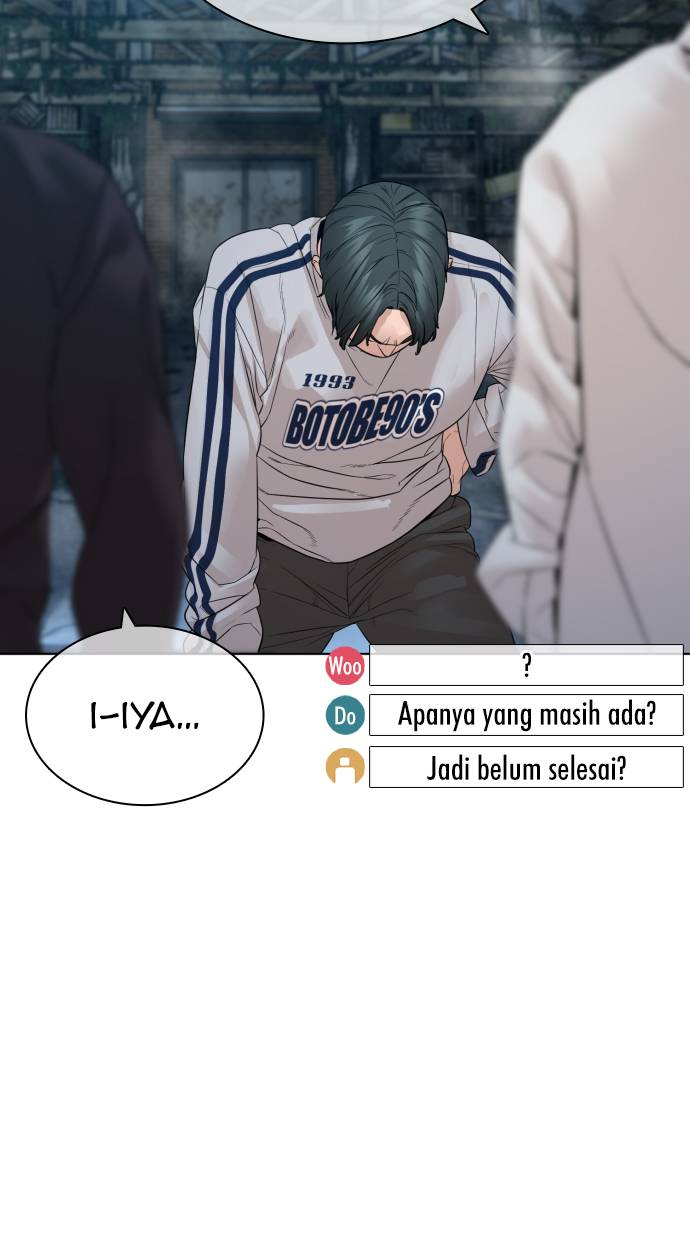 1993
BOTOBE90'S
I-IYA...
Woo ?
Do Apanya yang masih ada?
Jadi belum selesai?